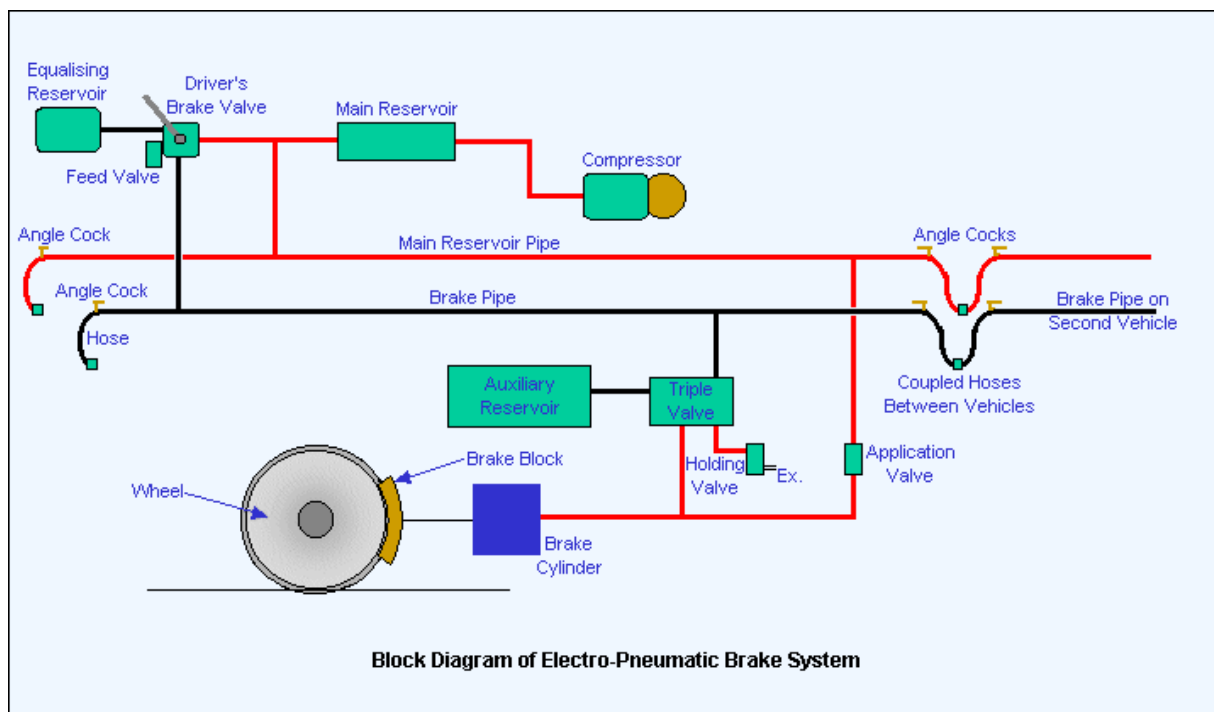 Equalising
Reservoir
Driver's
Brake Valve
Main Reservoir
Compressor
Feed Valve
Angle Cock
Main Reservoir Pipe
Angle Cocks
Angle Cock
Brake Pipe
Brake Pipe on
Second Vehicle
Hose
Auxiliary
Reservoir
Triple
Valve
Coupled Hoses
Between Vehicles
Brake Block
Holding
Valve
Ex.
Application
Valve
Wheel
Brake
Cylinder
Block Diagram of Electro-Pneumatic Brake System